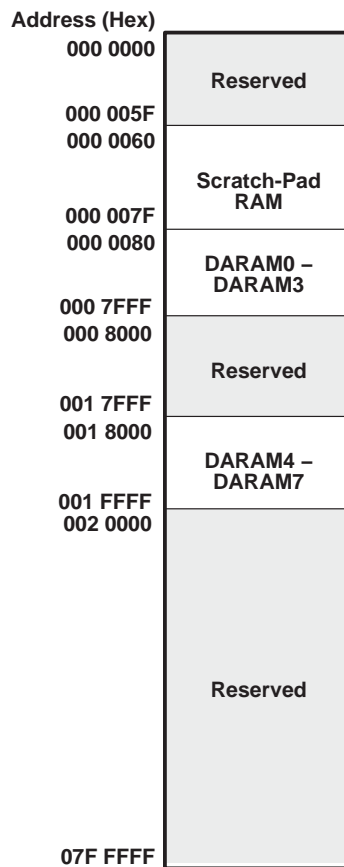 Address (Hex)
000 0000
Reserved
000 005F
000 0060
Scratch-Pad
RAM
000 007F
000 0080
DARAM0 –
DARAM3
000 7FFF
000 8000
Reserved
001 7FFF
001 8000
DARAM4 –
DARAM7
001 FFFF
002 0000
Reserved
07F FFFF